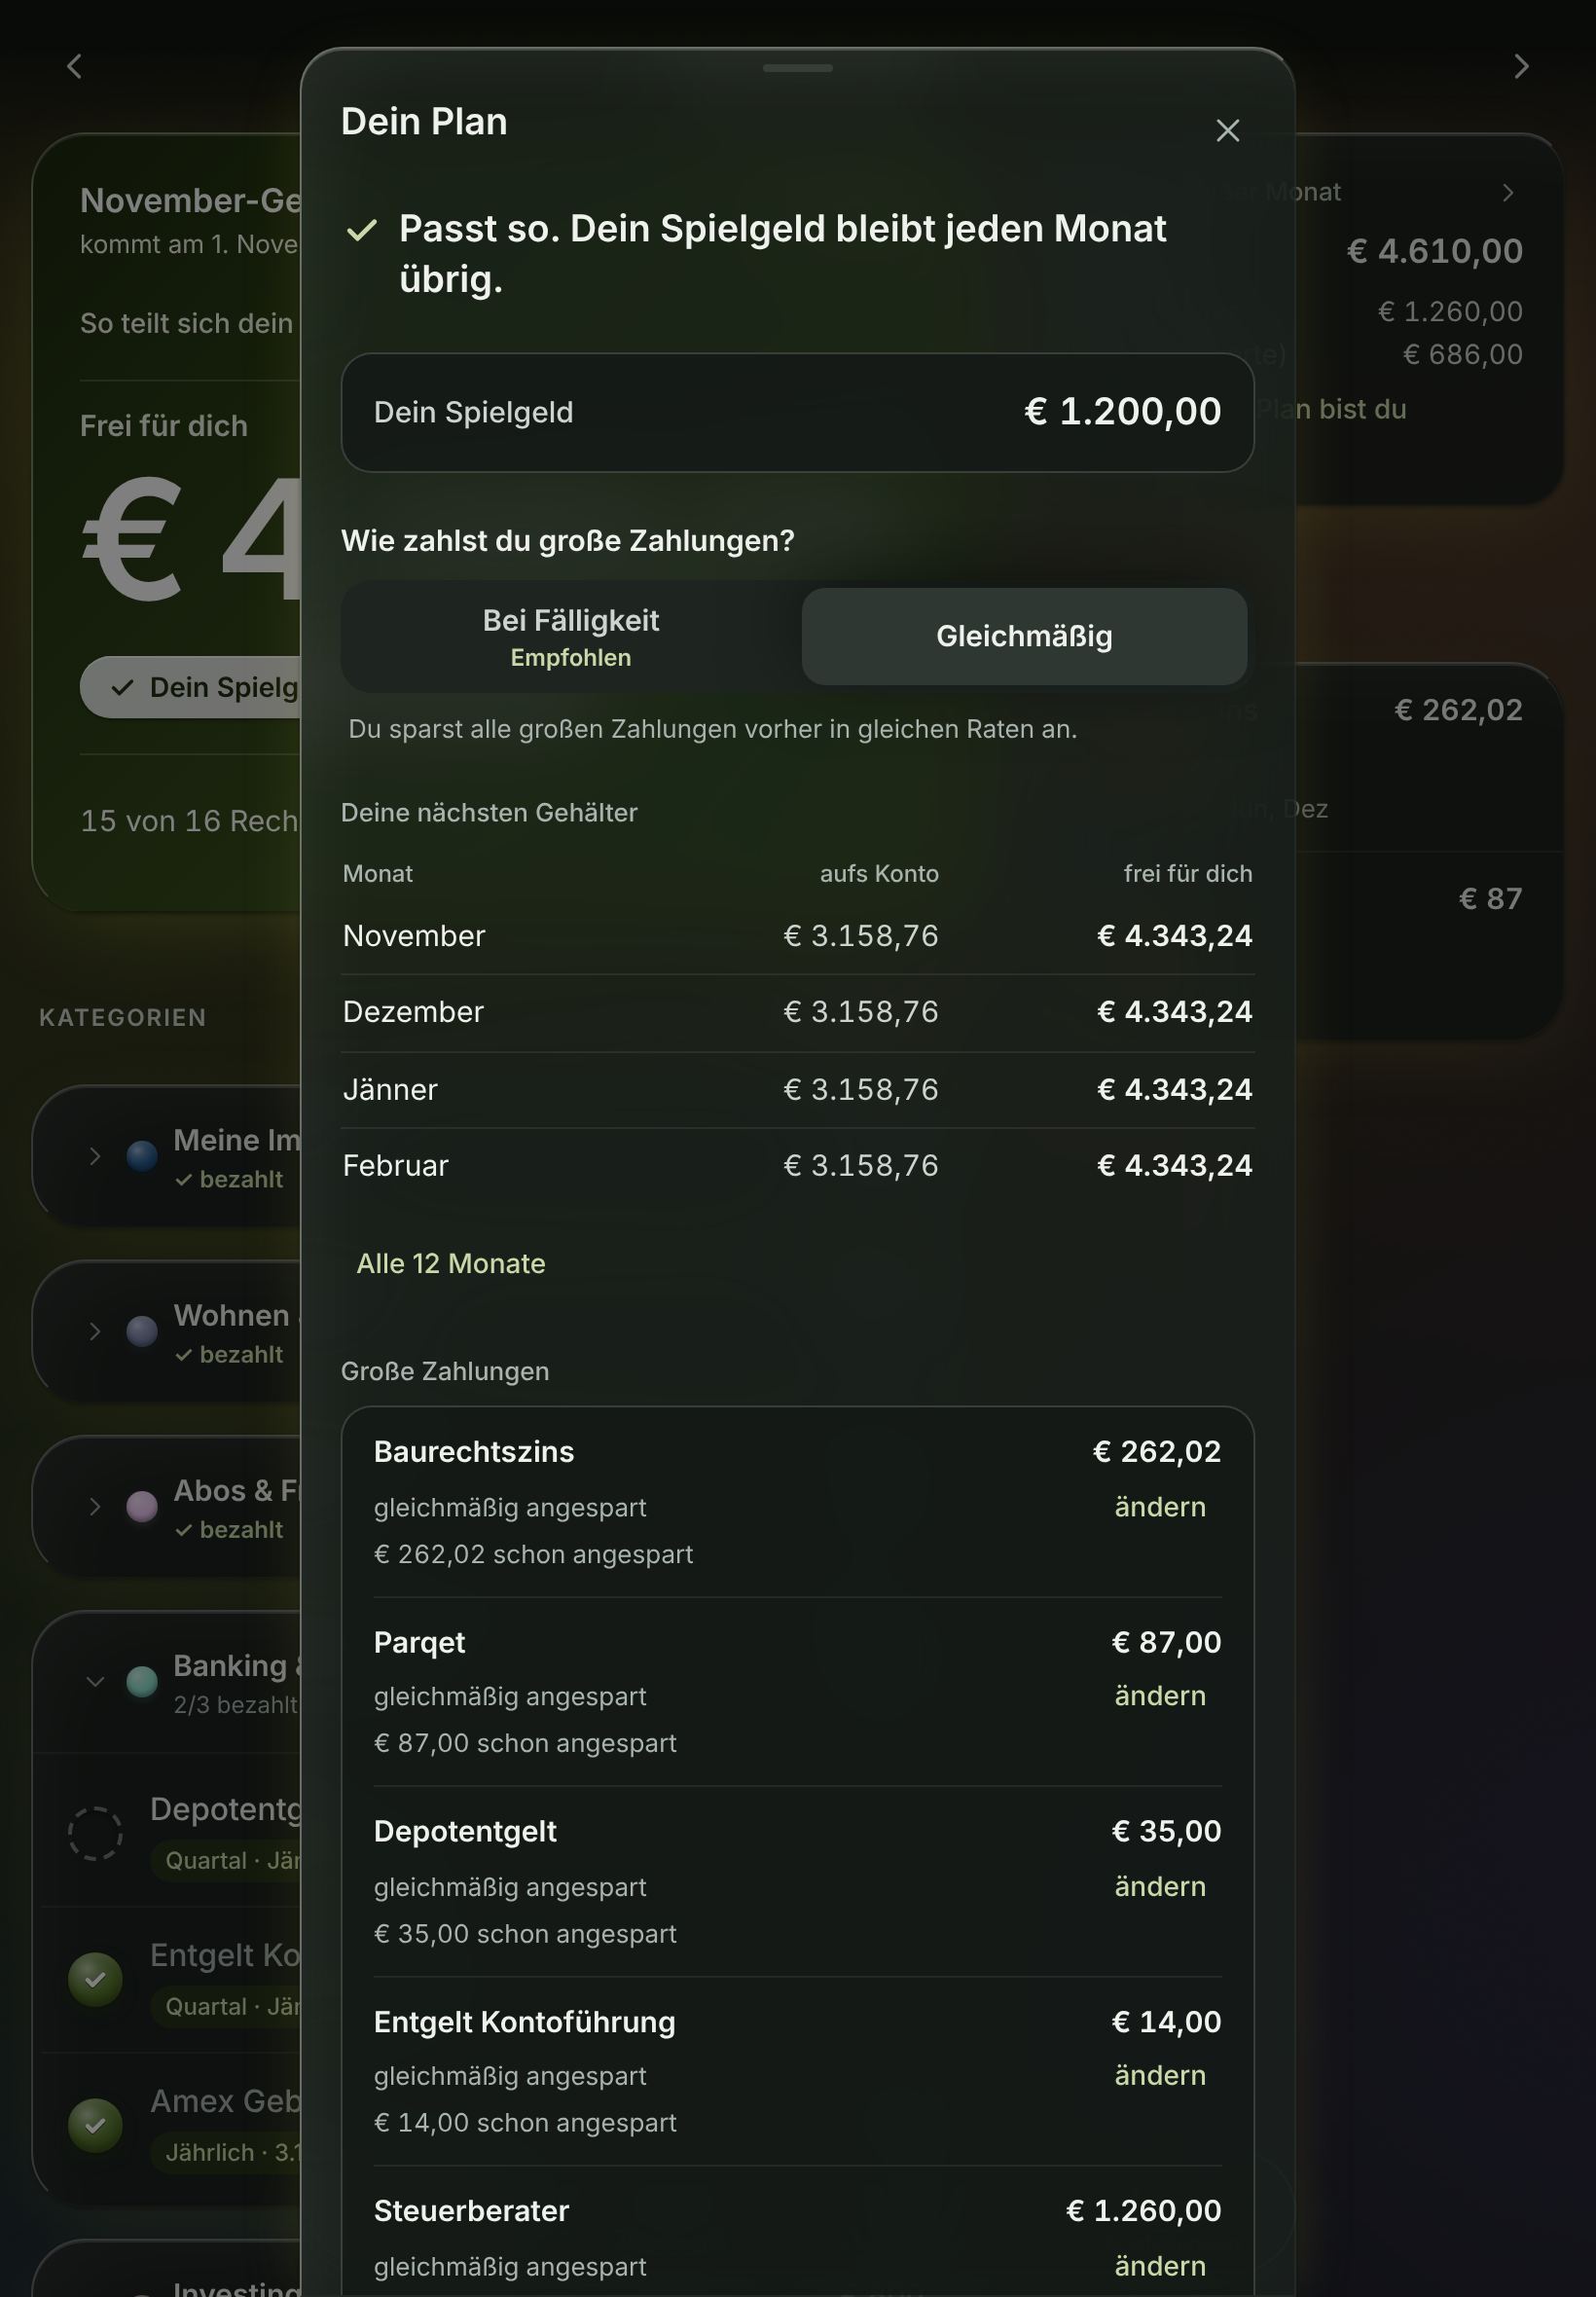 Dein Plan
Passt so. Dein Spielgeld bleibt jeden Monat
übrig.
Dein Spielgeld € 1.200,00
Wie zahlst du große Zahlungen?
Bei Fälligkeit
Empfohlen
Gleichmäßig
Du sparst alle großen Zahlungen vorher in gleichen Raten an.
Deine nächsten Gehälter
Monat aufs Konto frei für dich
November € 3.158,76 € 4.343,24
Dezember € 3.158,76 € 4.343,24
Jänner € 3.158,76 € 4.343,24
Februar € 3.158,76 € 4.343,24
Alle 12 Monate
Große Zahlungen
Baurechtszins € 262,02
gleichmäßig angespart ändern
€ 262,02 schon angespart
Parqet € 87,00
gleichmäßig angespart ändern
€ 87,00 schon angespart
Depotentgelt € 35,00
gleichmäßig angespart ändern
€ 35,00 schon angespart
Entgelt Kontoführung € 14,00
gleichmäßig angespart ändern
€ 14,00 schon angespart
Steuerberater € 1.260,00
gleichmäßig angespart ändern
November-Ge
kommt am 1. Nove
So teilt sich dein
Frei für dich
€ 4
Dein Spielg
15 von 16 Rech
KATEGORIEN
Meine Im
bezahlt
Wohnen
bezahlt
Abos & F
bezahlt
Banking &
2/3 bezahlt
Depotentg
Quartal · Jän
Entgelt Ko
Quartal · Jän
Amex Geb
Jährlich · 3.1
Investing
Monat
€ 4.610,00
€ 1.260,00
€ 686,00
Plan bist du
€ 262,02
Dez
€ 87